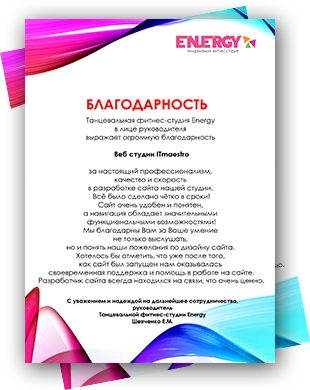 ENERGY
ТАНЦЕВАЛЬНАЯ ФИТНЕС-СТУДИЯ
БЛАГОДАРНОСТЬ
Танцевальная фитнес-студия Energy
в лице руководителя
выражает огромную благодарность
Веб студии ITmaestro
за настоящий профессионализм,
качество и скорость
в разработке сайта нашей студии.
Всё было сделано чётко в сроки!
Сайт очень удобен и понятен,
а навигация обладает значительными
функциональными возможностями!
Мы благодарны Вам за Ваше умение
не только выслушать,
но и понять наши пожелания по дизайну сайта.
Хотелось бы отметить, что уже после того,
как сайт был запущен нам оказывалась
своевременная поддержка и помощь в работе на сайте.
Разработчик сайта всегда находился на связи, что очень ценно.
С уважением и надеждой на дальнейшее сотрудничество,
руководитель
Танцевальной фитнес-студии Energy
Шевченко Е.М.